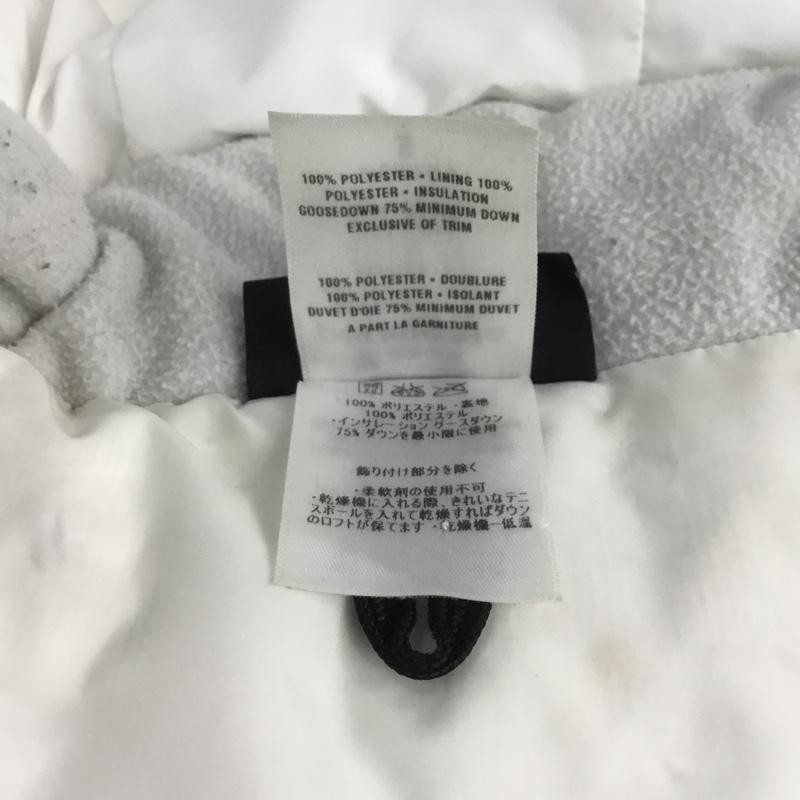 100% POLYESTER • LINING 100%
POLYESTER • INSULATION
GOOSEDOWN 75% MINIMUM DOWN
EXCLUSIVE OF TRIM
100% POLYESTER • DOUBLURE
100% POLYESTER • ISOLANT
DUVET D'OIE 75% MINIMUM DUVET
A PART LA GARNITURE
100% ポリエステル ・裏地
100% ポリエステル
・インサレーション グースダウン
75% ダウンを最小限に使用
飾り付け部分を除く
・柔軟剤の使用不可
・乾燥機に入れる際、きれいなテニ
スボールを入れて乾燥すればダウン
のロフトが保てます ・乾燥機ー低温